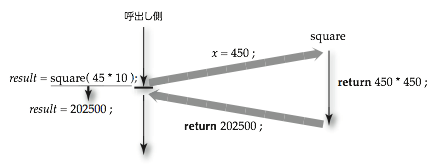 呼出し側
square
x = 450 ;
result = square( 45 * 10 );
return 450 * 450 ;
result = 202500 ;
return 202500 ;